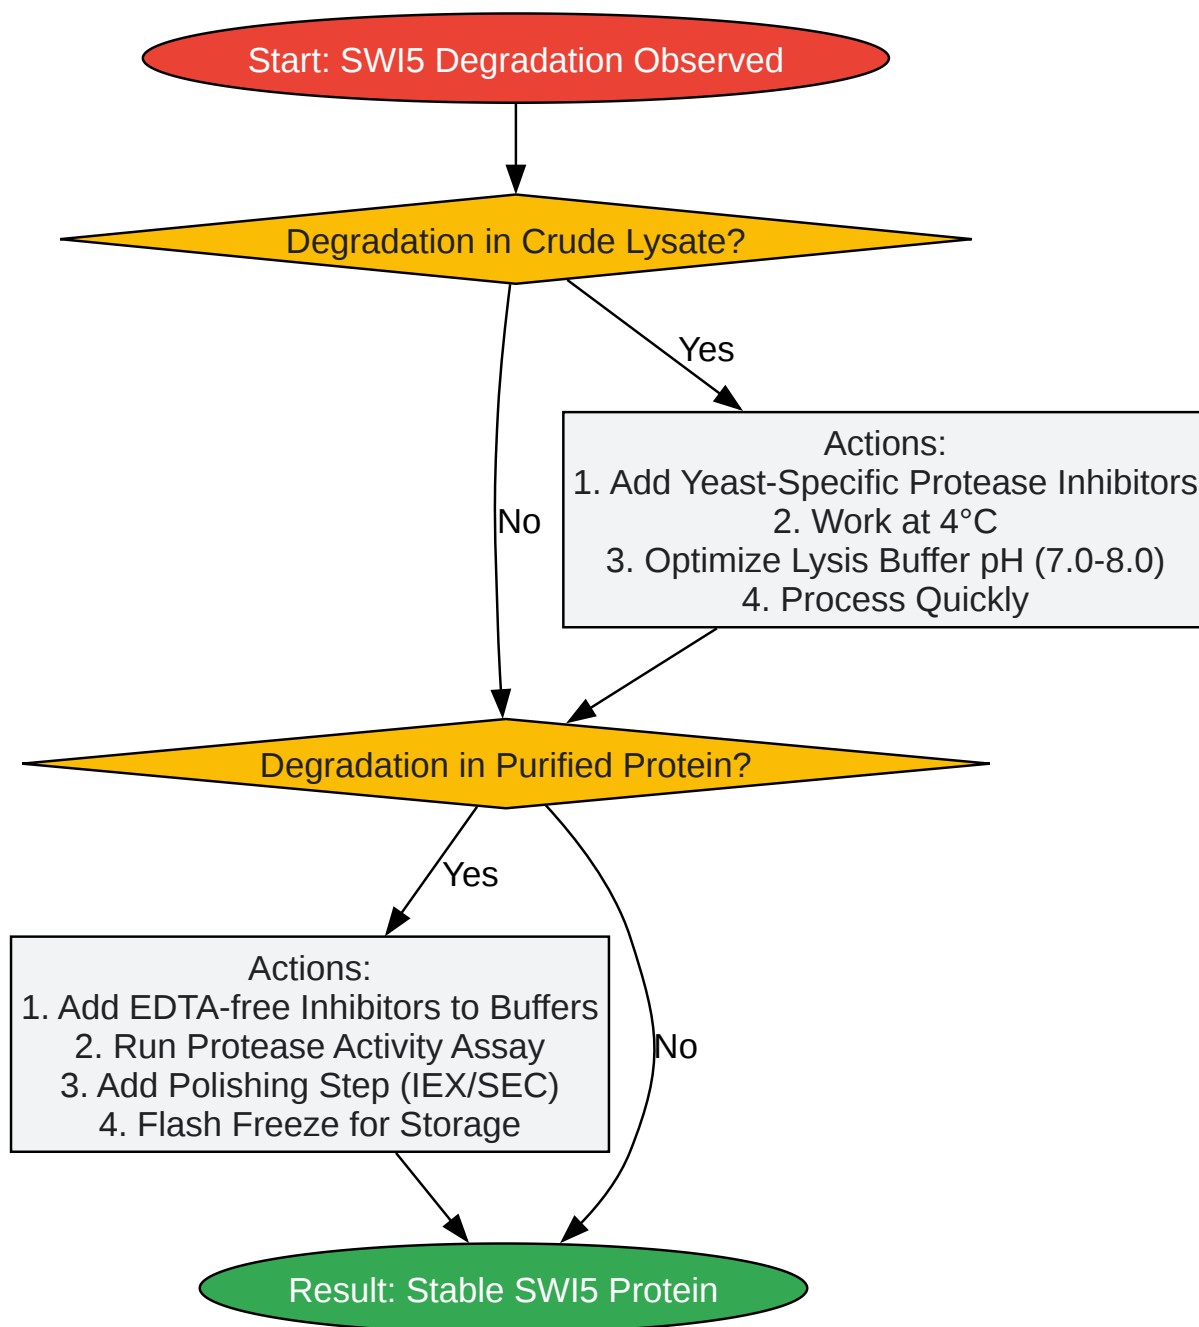 Start: SWI5 Degradation Observed
Degradation in Crude Lysate?
Yes
Actions:
1. Add Yeast-Specific Protease Inhibitors
2. Work at 4°C
3. Optimize Lysis Buffer pH (7.0-8.0)
4. Process Quickly
No
Degradation in Purified Protein?
Yes
Actions:
1. Add EDTA-free Inhibitors to Buffers
2. Run Protease Activity Assay
3. Add Polishing Step (IEX/SEC)
4. Flash Freeze for Storage
No
Result: Stable SWI5 Protein